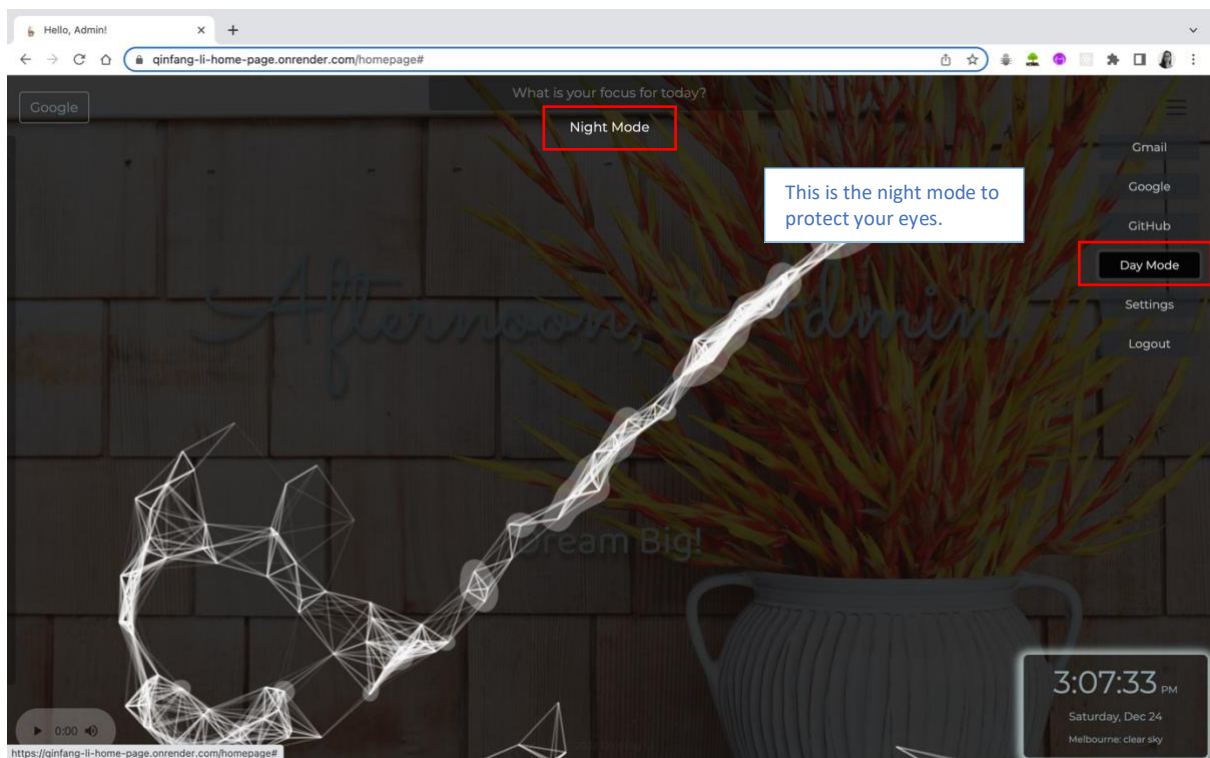 Hello, Admin!
qinfang-li-home-page.onrender.com/homepage#
What is your focus for today?
Google
Night Mode
Gmail
This is the night mode to
protect your eyes.
Google
GitHub
Day Mode
Settings
Logout
Afternoon, Admin,
Dream Big!
3:07:33 PM
Saturday, Dec 24
Melbourne: clear sky
0:00
https://qinfang-li-home-page.onrender.com/homepage#